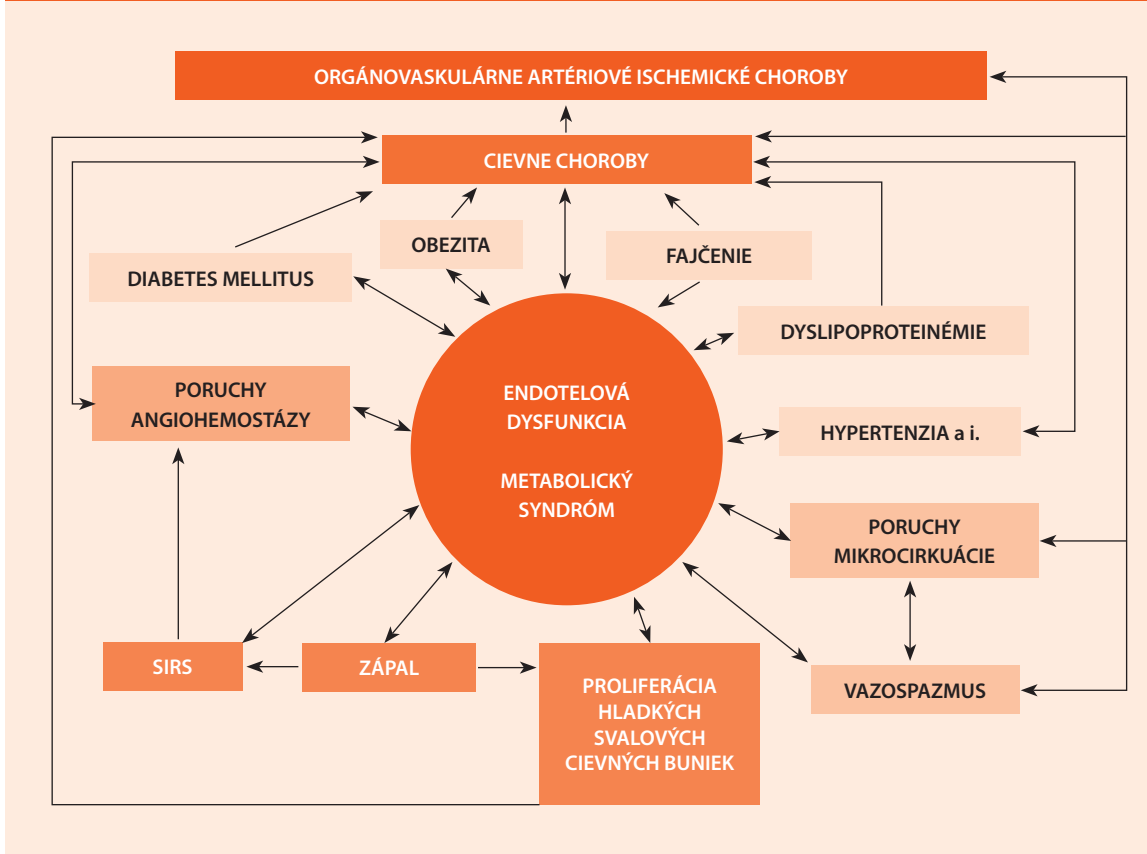 ORGÁNOVASKULÁRNE ARTÉRIOVÉ ISCHEMICKÉ CHOROBY
CIEVNE CHOROBY
OBEZITA
FAJČENIE
DIABETES MELLITUS
DYSLIPOPROTEINÉMIE
PORUCHY
ANGIOHEMOSTÁZY
ENDOTELOVÁ
DYSFUNKCIA
METABOLICKÝ
SYNDRÓM
HYPERTENZIA a i.
PORUCHY
MIKROCIRKUÁCIE
SIRS
ZÁPAL
PROLIFERÁCIA
HLADKÝCH
SVALOVÝCH
CIEVNÝCH BUNIEK
VAZOSPAZMUS